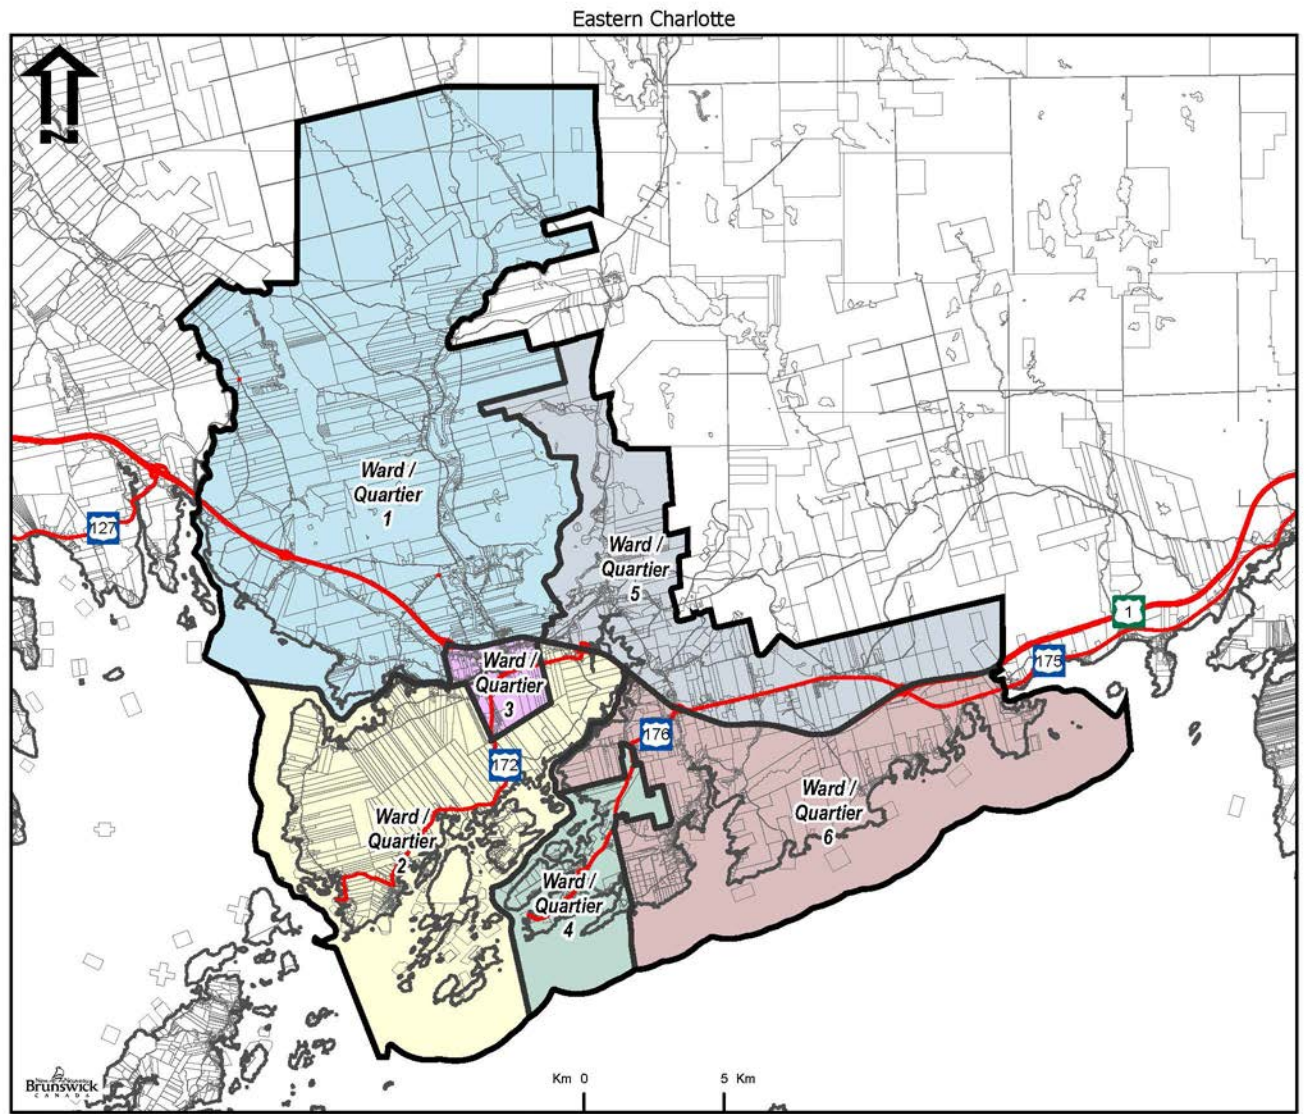 Eastern Charlotte
N
Ward /
Quartier
1
127
Ward /
Quartier
5
1
175
Ward /
Quartier
3
176
172
Ward /
Quartier
6
Ward /
Quartier
2
Ward /
Quartier
4
Brunswick
CANADA
Km 0 5 Km